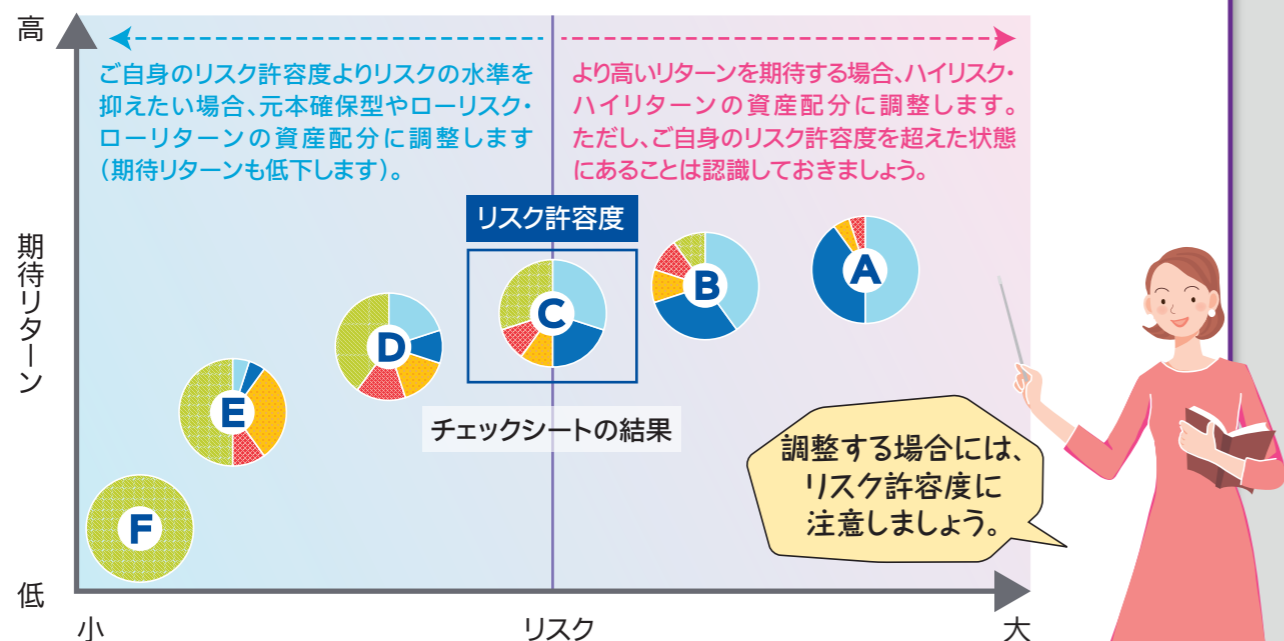 高
ご自身のリスク許容度よりリスクの水準を
抑えたい場合、元本確保型やローリスク・
ローリターンの資産配分に調整します
（期待リターンも低下します）。
より高いリターンを期待する場合、ハイリスク・
ハイリターンの資産配分に調整します。
ただし、ご自身のリスク許容度を超えた状態
にあることは認識しておきましょう。
期待リターン
リスク許容度
A
B
C
D
E
F
チェックシートの結果
調整する場合には、
リスク許容度に
注意しましょう。
低
小
リスク
大